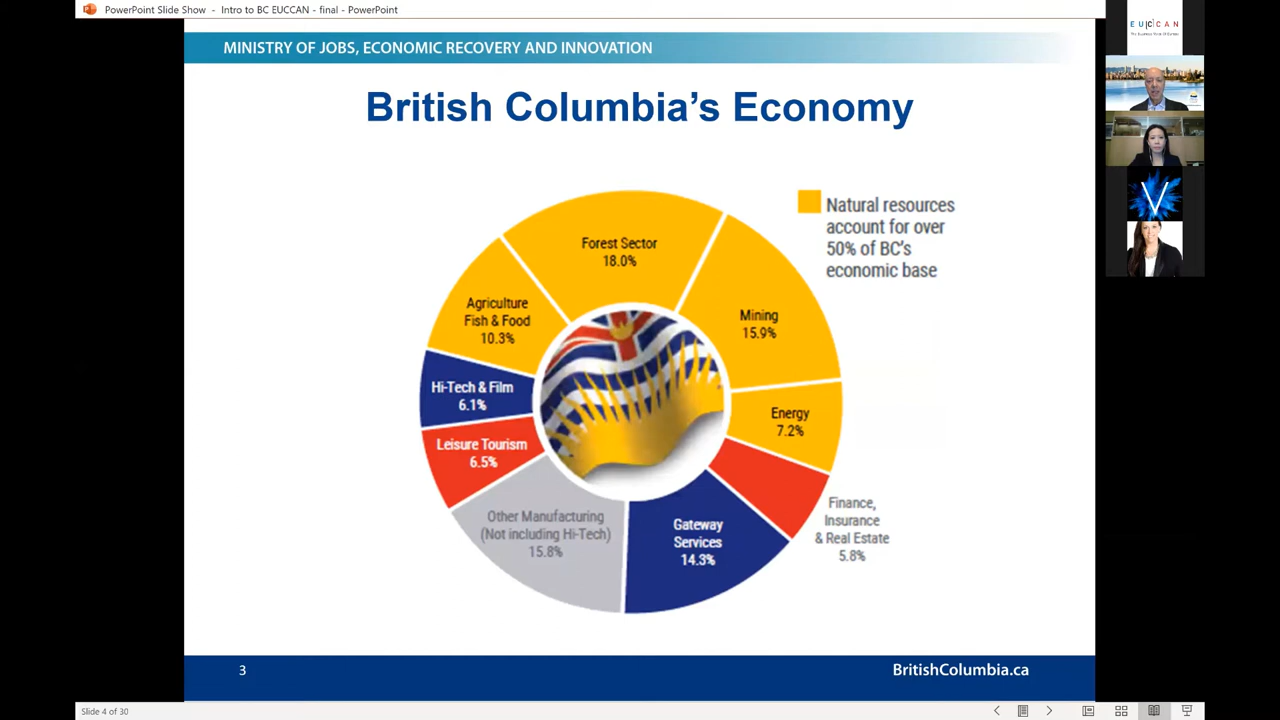 PowerPoint Slide Show - Intro to BC EUCCAN - final - PowerPoint
EUCCAN
MINISTRY OF JOBS, ECONOMIC RECOVERY AND INNOVATION
British Columbia's Economy
Natural resources
account for over
50% of BC's
economic base
Forest Sector
18.0%
Mining
15.9%
Agriculture
Fish & Food
10.3%
Hi-Tech & Film
6.1%
Energy
7.2%
Leisure Tourism
6.5%
Other Manufacturing
(Not including Hi-Tech)
15.8%
Gateway
Services
14.3%
Finance,
Insurance
& Real Estate
5.8%
3
BritishColumbia.ca
Slide 4 of 30